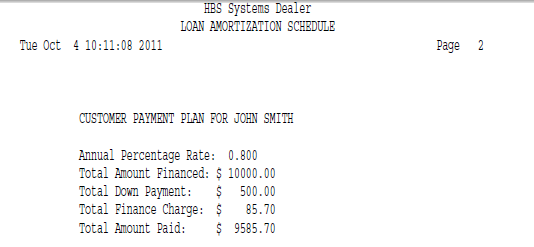 HBS Systems Dealer
LOAN AMORTIZATION SCHEDULE
Tue Oct  4 10:11:08 2011 Page  2
CUSTOMER PAYMENT PLAN FOR JOHN SMITH
Annual Percentage Rate:  0.800
Total Amount Financed: $ 10000.00
Total Down Payment:    $   500.00
Total Finance Charge:  $    85.70
Total Amount Paid:     $  9585.70